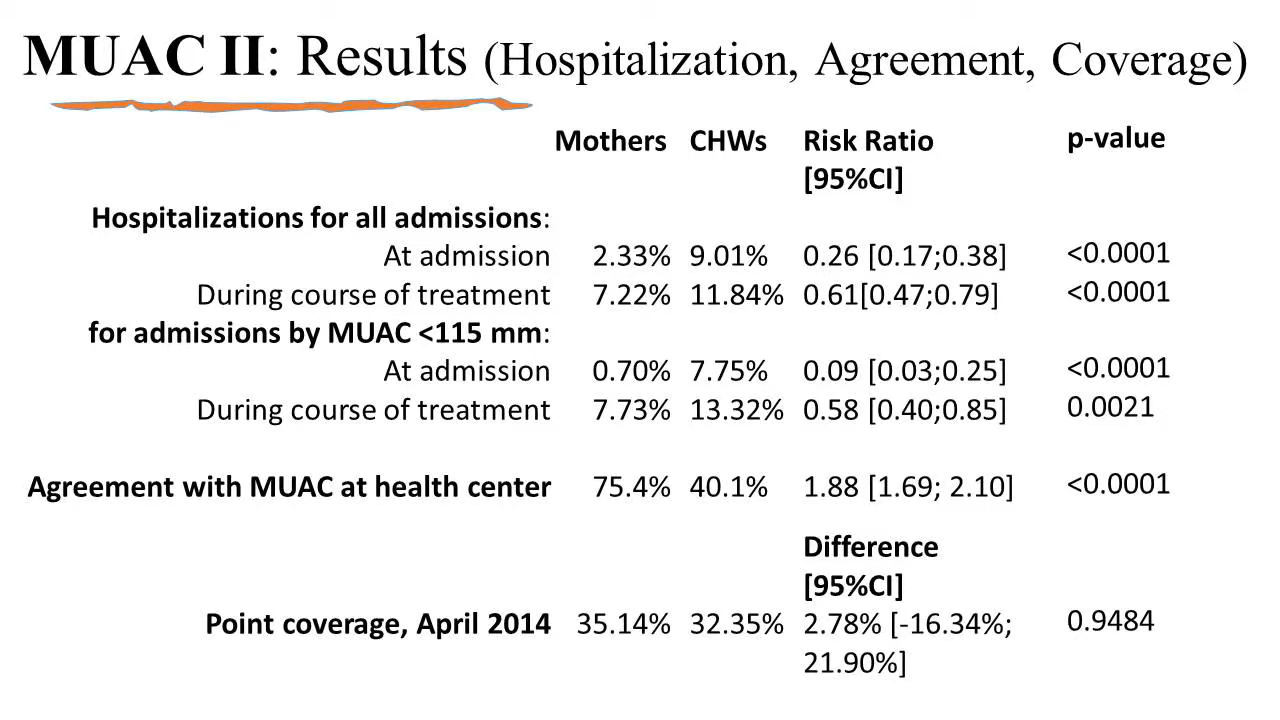 MUAC II: Results (Hospitalization, Agreement, Coverage)
Mothers CHWs Risk Ratio p-value
[95%CI]
Hospitalizations for all admissions:
At admission 2.33% 9.01% 0.26 [0.17;0.38] <0.0001
During course of treatment 7.22% 11.84% 0.61[0.47;0.79] <0.0001
for admissions by MUAC <115 mm:
At admission 0.70% 7.75% 0.09 [0.03;0.25] <0.0001
During course of treatment 7.73% 13.32% 0.58 [0.40;0.85] 0.0021
Agreement with MUAC at health center 75.4% 40.1% 1.88 [1.69; 2.10] <0.0001
Difference
[95%CI]
Point coverage, April 2014 35.14% 32.35% 2.78% [-16.34%; 0.9484
21.90%]